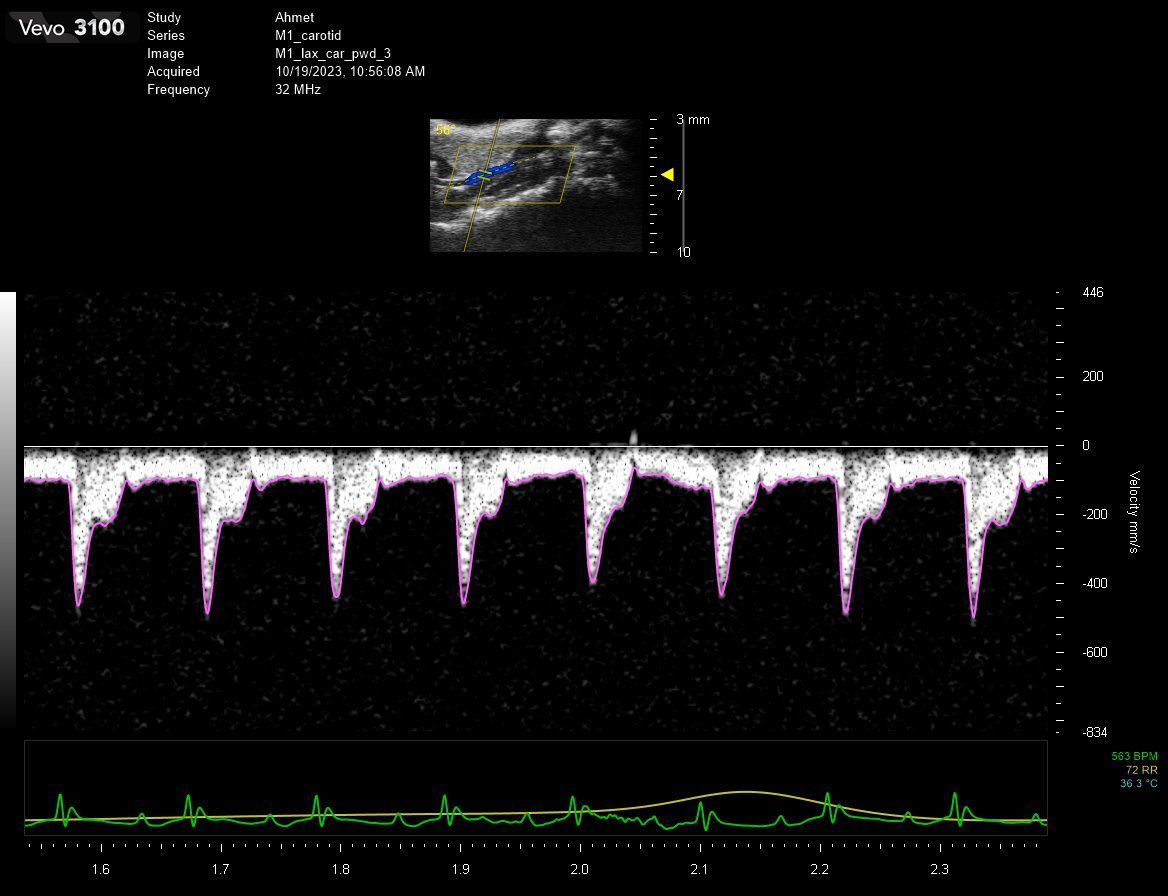 Vevo 3100
Study Ahmet
Series M1_carotid
Image M1_lax_car_pwd_3
Acquired 10/19/2023, 10:56:08 AM
Frequency 32 MHz
56°
3 mm
7
10
446
200
0
-200
-400
-600
-834
Velocity mm/s
563 BPM
72 RR
36.3 °C
1.6 1.7 1.8 1.9 2.0 2.1 2.2 2.3